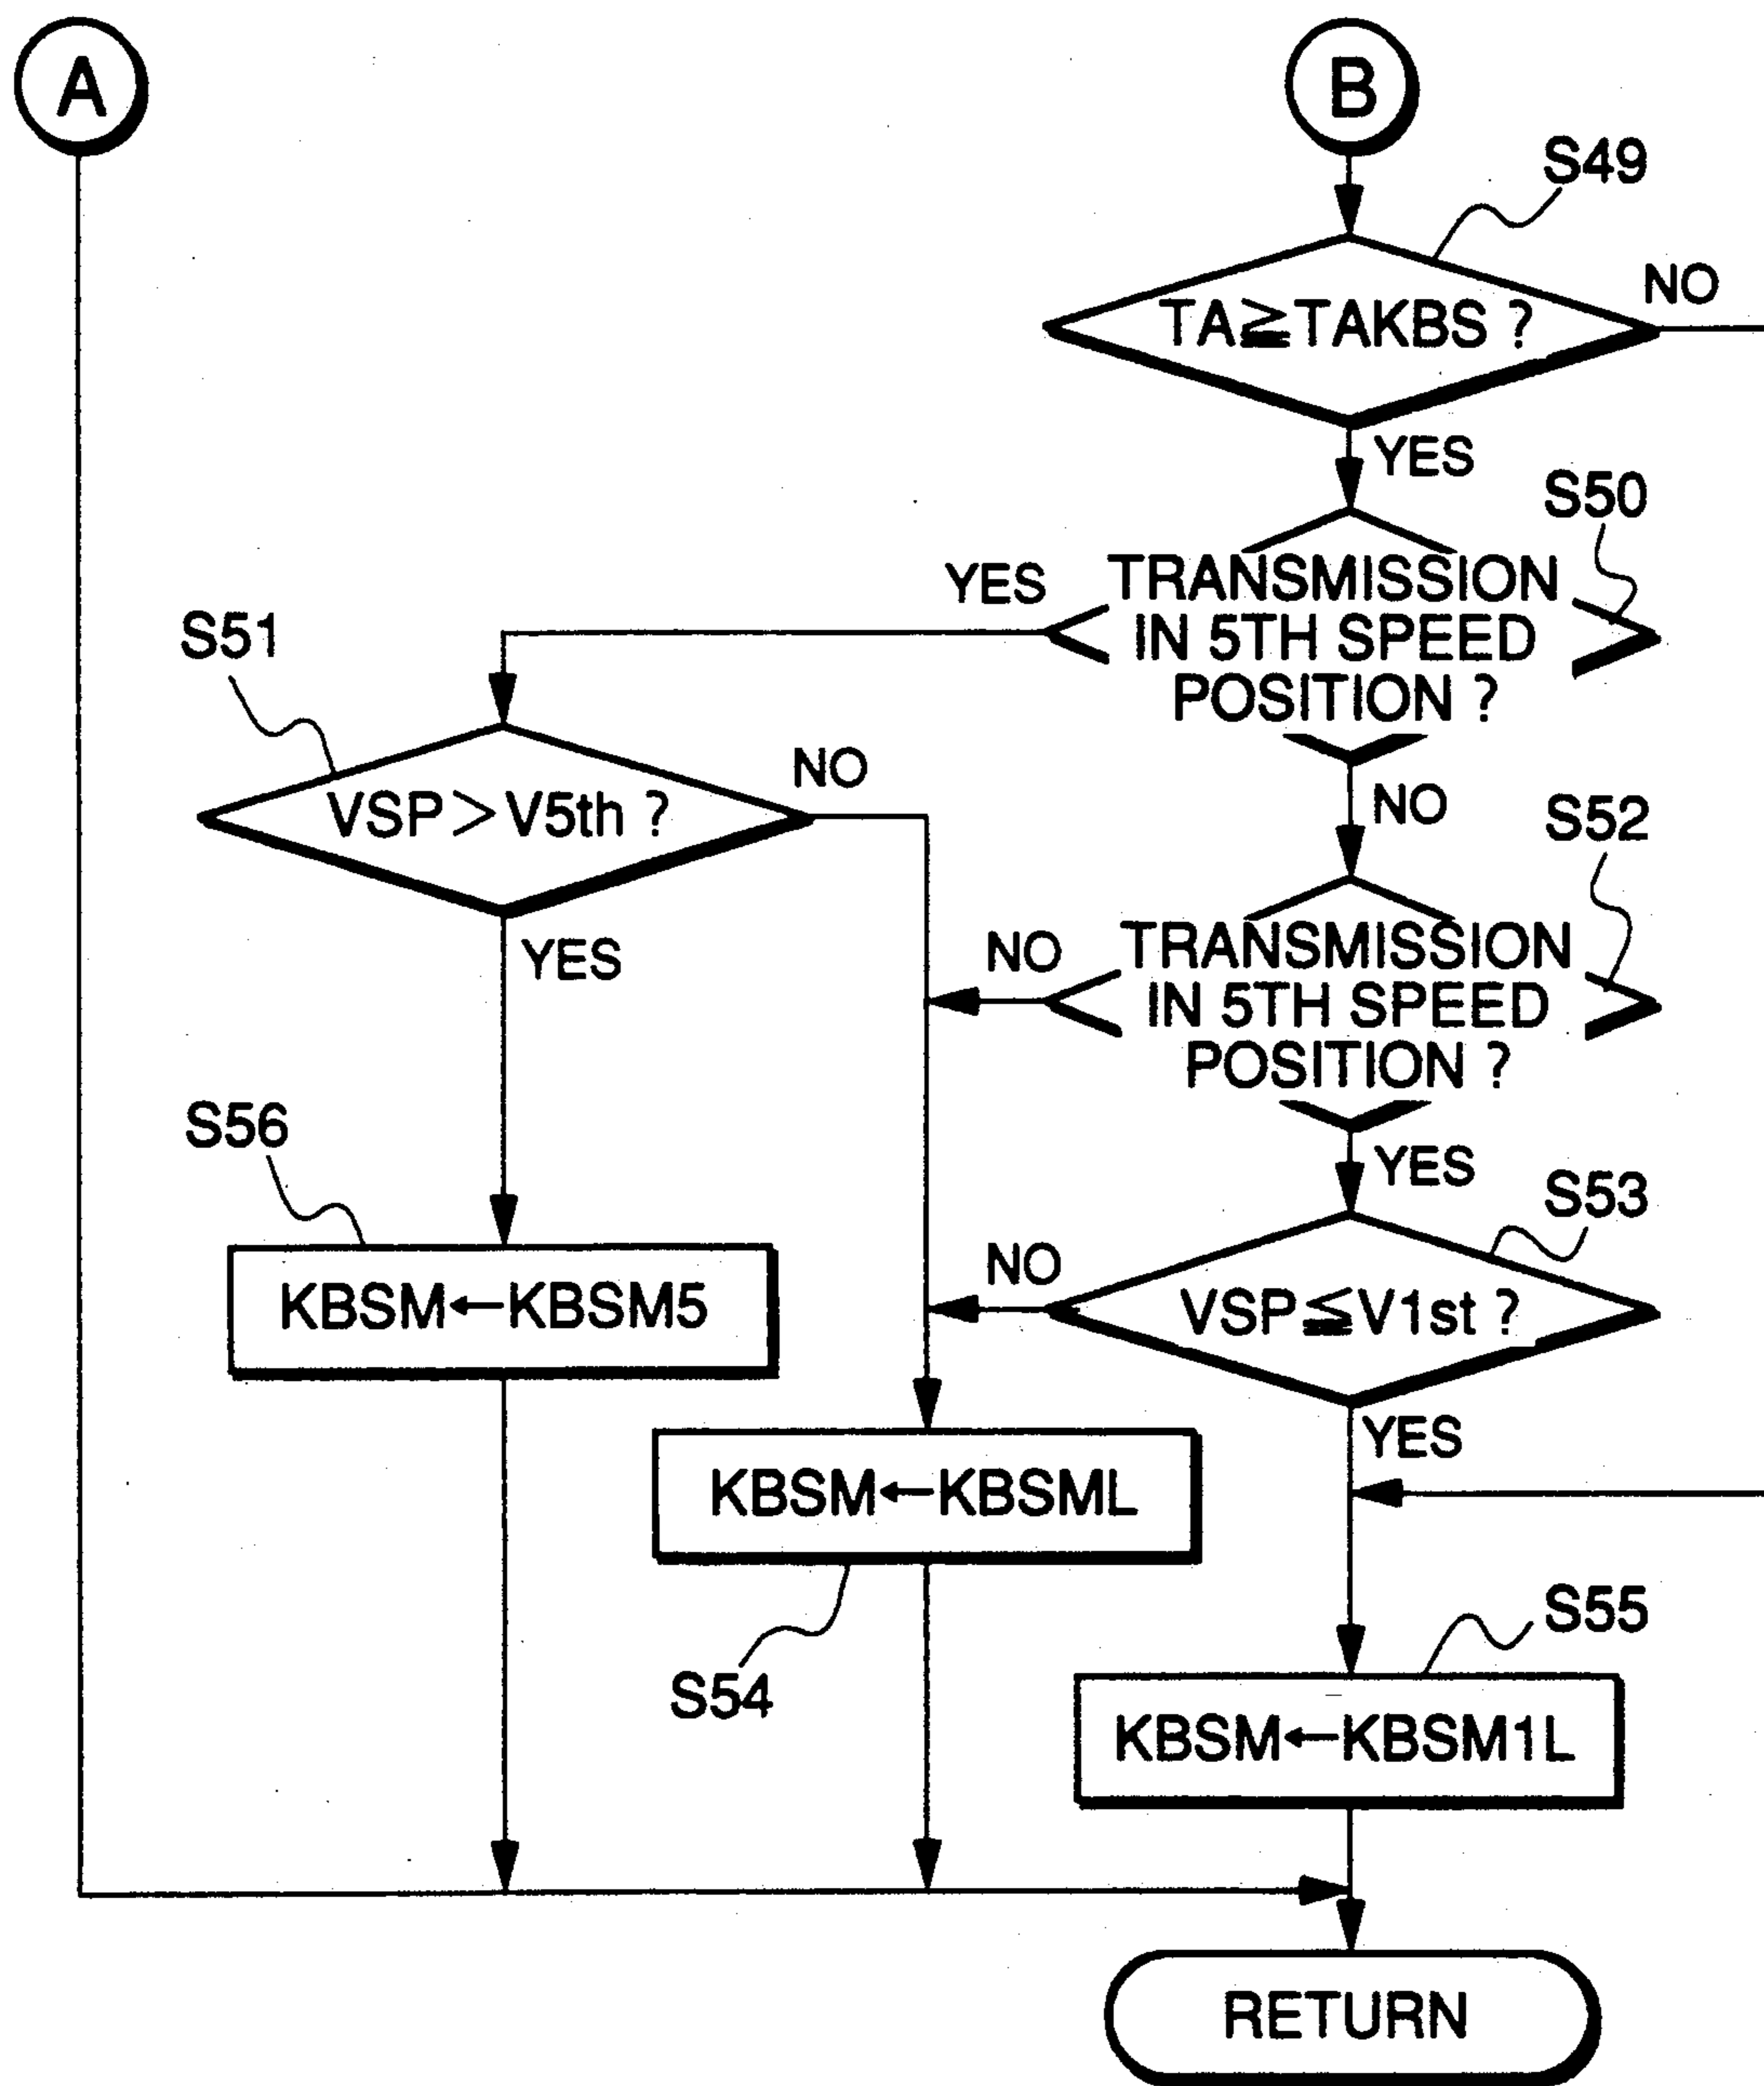 A
B
S49
TA≧TAKBS ?
NO
YES
S50
TRANSMISSION
IN 5TH SPEED
POSITION ?
YES
NO
S51
VSP>V5th ?
NO
YES
S52
TRANSMISSION
IN 5TH SPEED
POSITION ?
NO
YES
S53
VSP≦V1st ?
NO
YES
S56
KBSM←KBSM5
KBSM←KBSML
S54
S55
KBSM←KBSM1L
RETURN